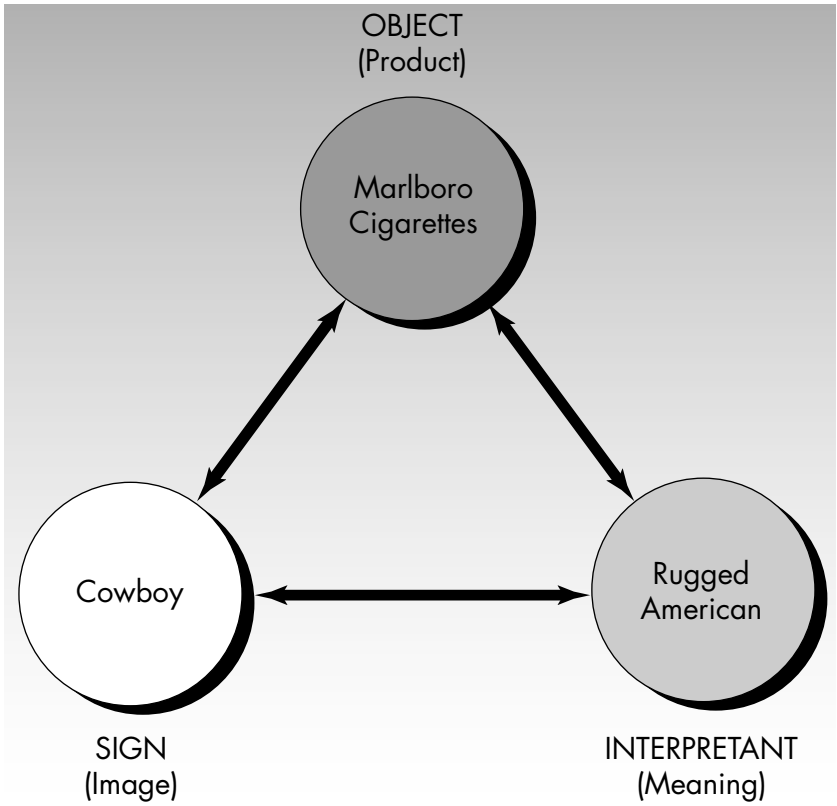 OBJECT
(Product)
Marlboro
Cigarettes
Cowboy
Rugged
American
SIGN
(Image)
INTERPRETANT
(Meaning)